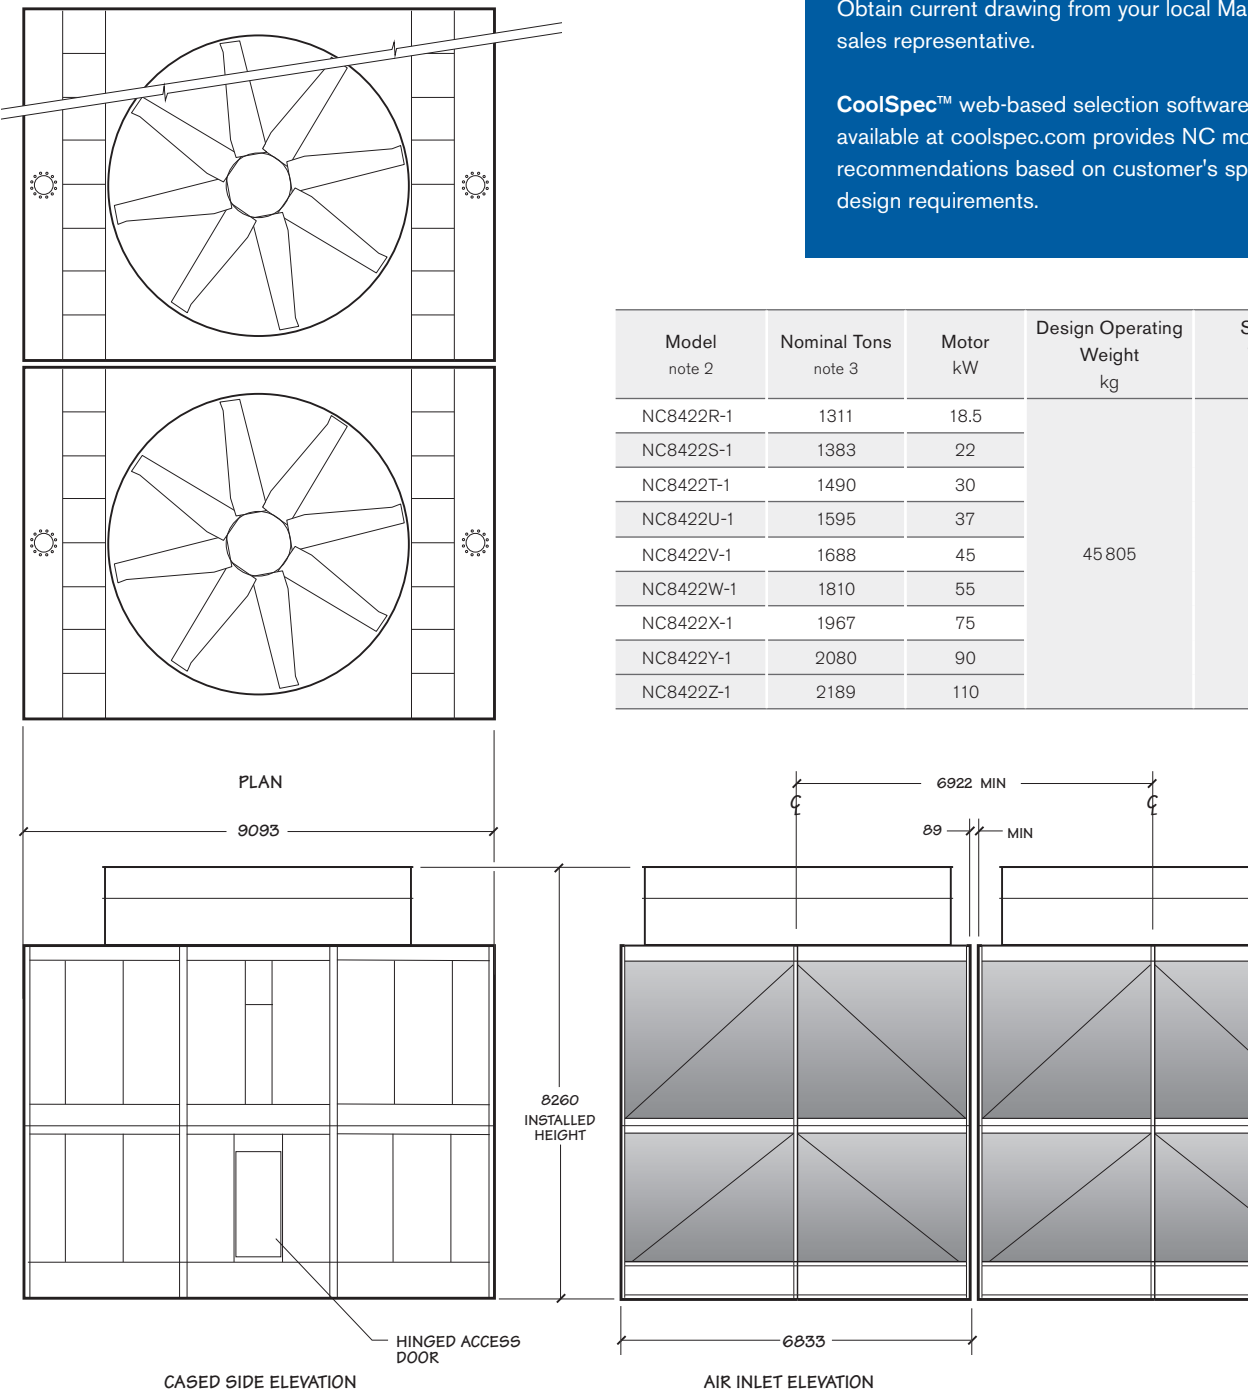 Obtain current drawing from your local
sales representative.
CoolSpec™ web-based selection software
available at coolspec.com provides NC
recommendations based on customer's
design requirements.
Model
note 2
Nominal Tons
note 3
Motor
kW
Design Operating
Weight
kg
NC8422R-1 1311 18.5
NC8422S-1 1383 22
NC8422T-1 1490 30
NC8422U-1 1595 37
NC8422V-1 1688 45 45 805
NC8422W-1 1810 55
NC8422X-1 1967 75
NC8422Y-1 2080 90
NC8422Z-1 2189 110
PLAN
9093
6922 MIN
℄ ℄
89 MIN
8260
INSTALLED
HEIGHT
HINGED ACCESS
DOOR
6833
CASED SIDE ELEVATION
AIR INLET ELEVATION